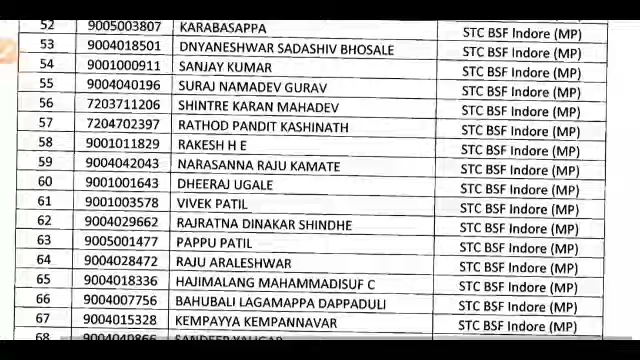 52 9005003807 KARABASAPPA STC BSF Indore (MP)
53 9004018501 DNYANESHWAR SADASHIV BHOSALE STC BSF Indore (MP)
54 9001000911 SANJAY KUMAR STC BSF Indore (MP)
55 9004040196 SURAJ NAMADEV GURAV STC BSF Indore (MP)
56 7203711206 SHINTRE KARAN MAHADEV STC BSF Indore (MP)
57 7204702397 RATHOD PANDIT KASHINATH STC BSF Indore (MP)
58 9001011829 RAKESH H E STC BSF Indore (MP)
59 9004042043 NARASANNA RAJU KAMATE STC BSF Indore (MP)
60 9001001643 DHEERAJ UGALE STC BSF Indore (MP)
61 9001003578 VIVEK PATIL STC BSF Indore (MP)
62 9004029662 RAJRATNA DINAKAR SHINDHE STC BSF Indore (MP)
63 9005001477 PAPPU PATIL STC BSF Indore (MP)
64 9004028472 RAJU ARALESHWAR STC BSF Indore (MP)
65 9004018336 HAJIMALANG MAHAMMADISUF C STC BSF Indore (MP)
66 9004007756 BAHUBALI LAGAMAPPA DAPPADULI STC BSF Indore (MP)
67 9004015328 KEMPAYYA KEMPANNAVAR STC BSF Indore (MP)
68 9004040866 SANDEEP